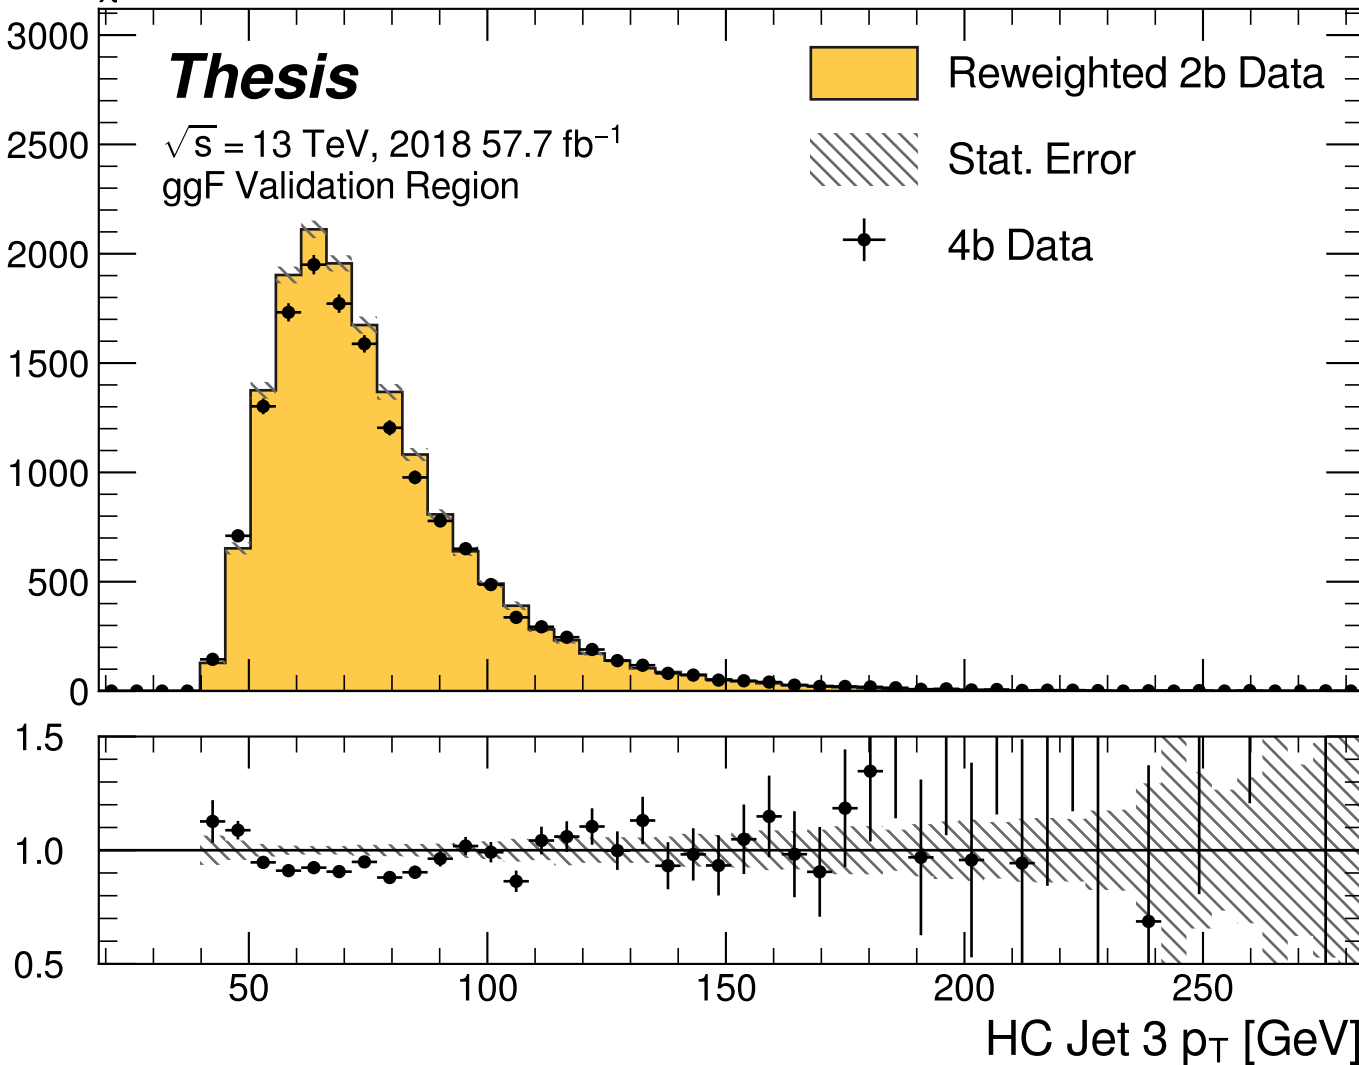 3000
2500
2000
1500
1000
500
0
Thesis
√s = 13 TeV, 2018 57.7 fb⁻¹
ggF Validation Region
Reweighted 2b Data
Stat. Error
4b Data
1.5
1.0
0.5
50 100 150 200 250
HC Jet 3 p_T [GeV]